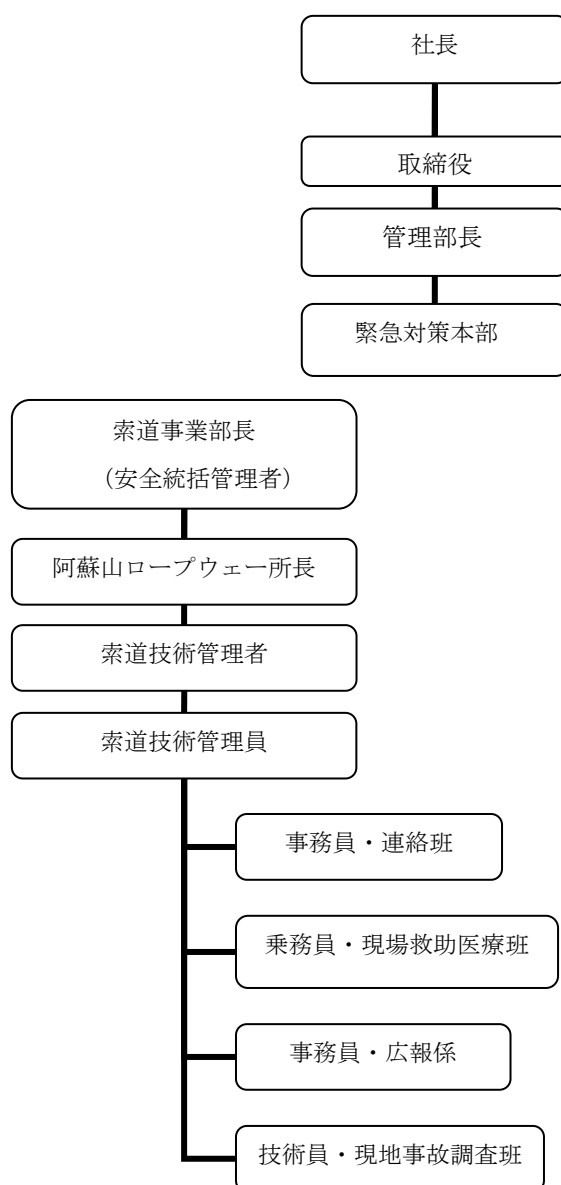 社長
取締役
管理部長
緊急対策本部
索道事業部長
（安全統括管理者）
阿蘇山ロープウェー所長
索道技術管理者
索道技術管理員
事務員・連絡班
乗務員・現場救助医療班
事務員・広報係
技術員・現地事故調査班